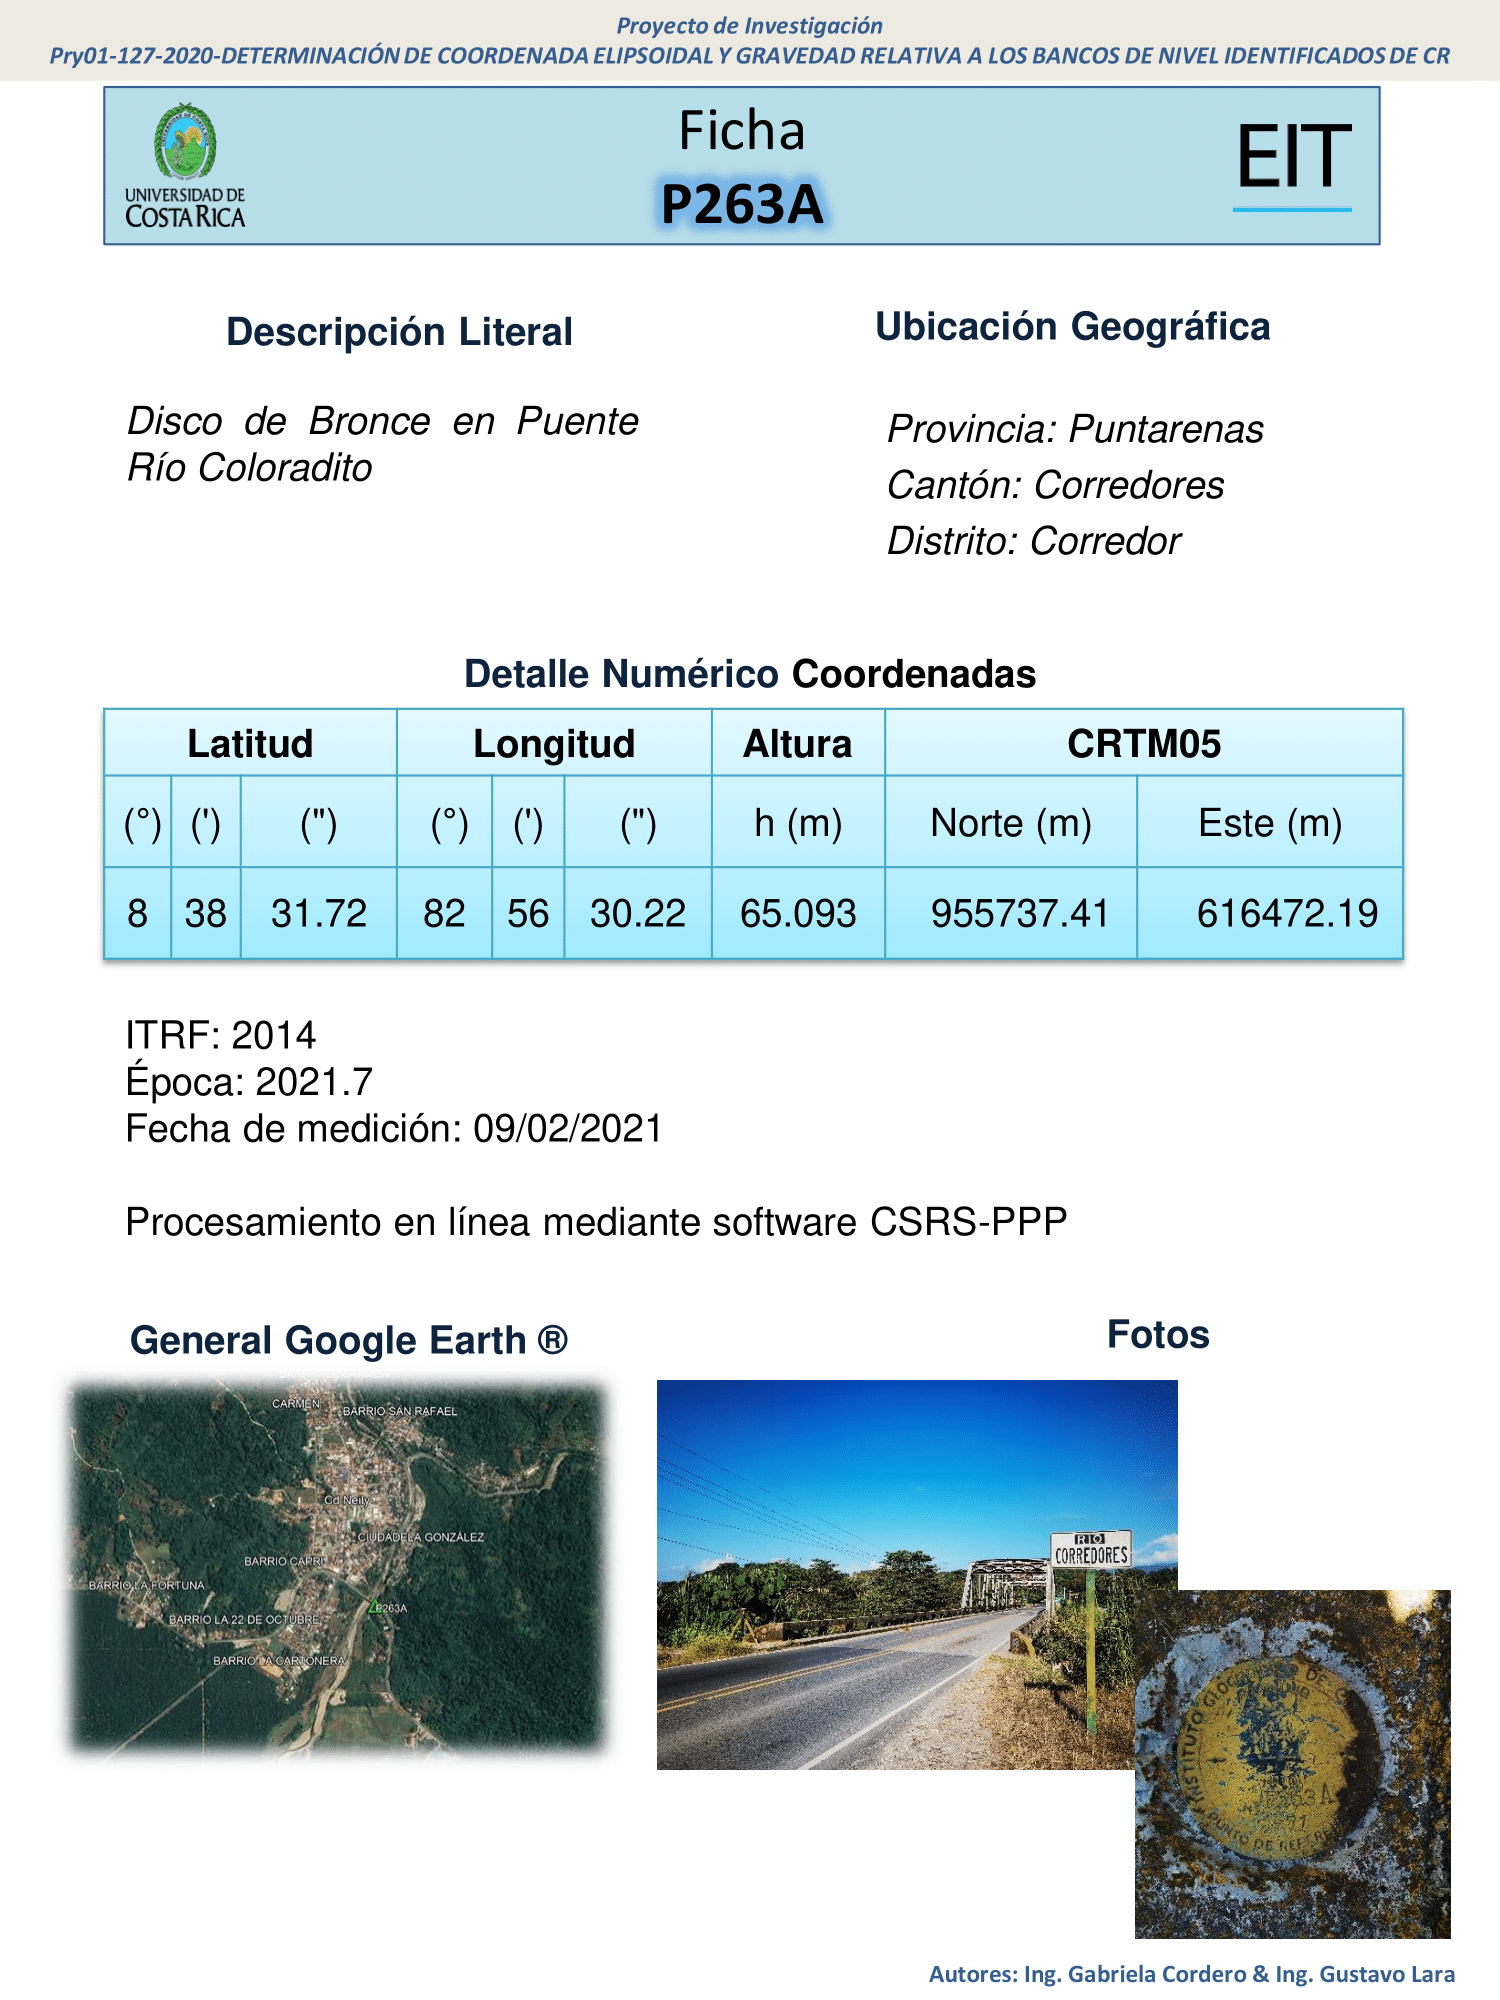 Proyecto de Investigación
Pry01-127-2020-DETERMINACIÓN DE COORDENADA ELIPSOIDAL Y GRAVEDAD RELATIVA A LOS BANCOS DE NIVEL IDENTIFICADOS DE CR
UNIVERSIDAD DE
COSTA RICA
Ficha
P263A
EIT
Descripción Literal
Disco de Bronce en Puente
Río Coloradito
Ubicación Geográfica
Provincia: Puntarenas
Cantón: Corredores
Distrito: Corredor
Detalle Numérico Coordenadas
Latitud Longitud Altura CRTM05
(°) (') (") (°) (') (") h (m) Norte (m) Este (m)
8 38 31.72 82 56 30.22 65.093 955737.41 616472.19
ITRF: 2014
Época: 2021.7
Fecha de medición: 09/02/2021
Procesamiento en línea mediante software CSRS-PPP
General Google Earth ®
CARMEN
BARRIO SAN RAFAEL
Cd Neily
CIUDADELA GONZÁLEZ
BARRIO CAPRI
BARRIO LA FORTUNA
P263A
BARRIO LA 22 DE OCTUBRE
BARRIO LA CARTONERA
Fotos
RIO
CORREDORES
INSTITUTO
P263A
71
PUNTO DE
Autores: Ing. Gabriela Cordero & Ing. Gustavo Lara